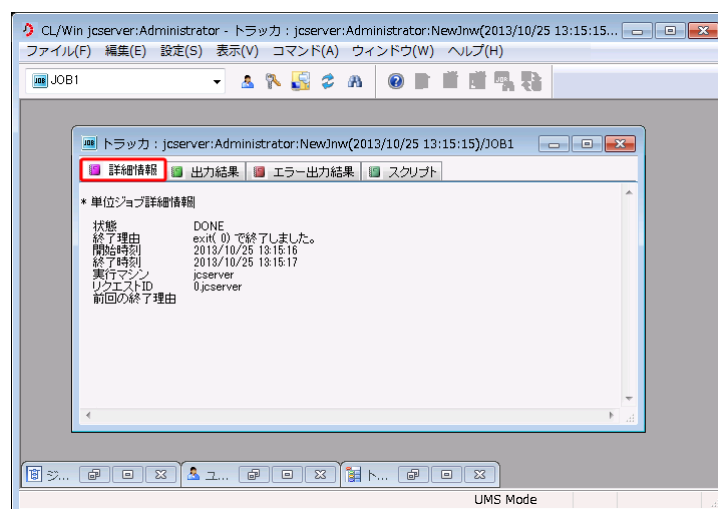 CL/Win jcserver:Administrator - トラッカ : jcserver:Administrator:NewJnw(2013/10/25 13:15:15...
ファイル(F) 編集(E) 設定(S) 表示(V) コマンド(A) ウィンドウ(W) ヘルプ(H)
JOB1
トラッカ : jcserver:Administrator:NewJnw(2013/10/25 13:15:15)/JOB1
詳細情報 出力結果 エラー出力結果 スクリプト
* 単位ジョブ詳細情報
状態 DONE
終了理由 exit( 0) で終了しました。
開始時刻 2013/10/25 13:15:16
終了時刻 2013/10/25 13:15:17
実行マシン jcserver
リクエストID 0.jcserver
前回の終了理由
ジ... ユ... ト...
UMS Mode